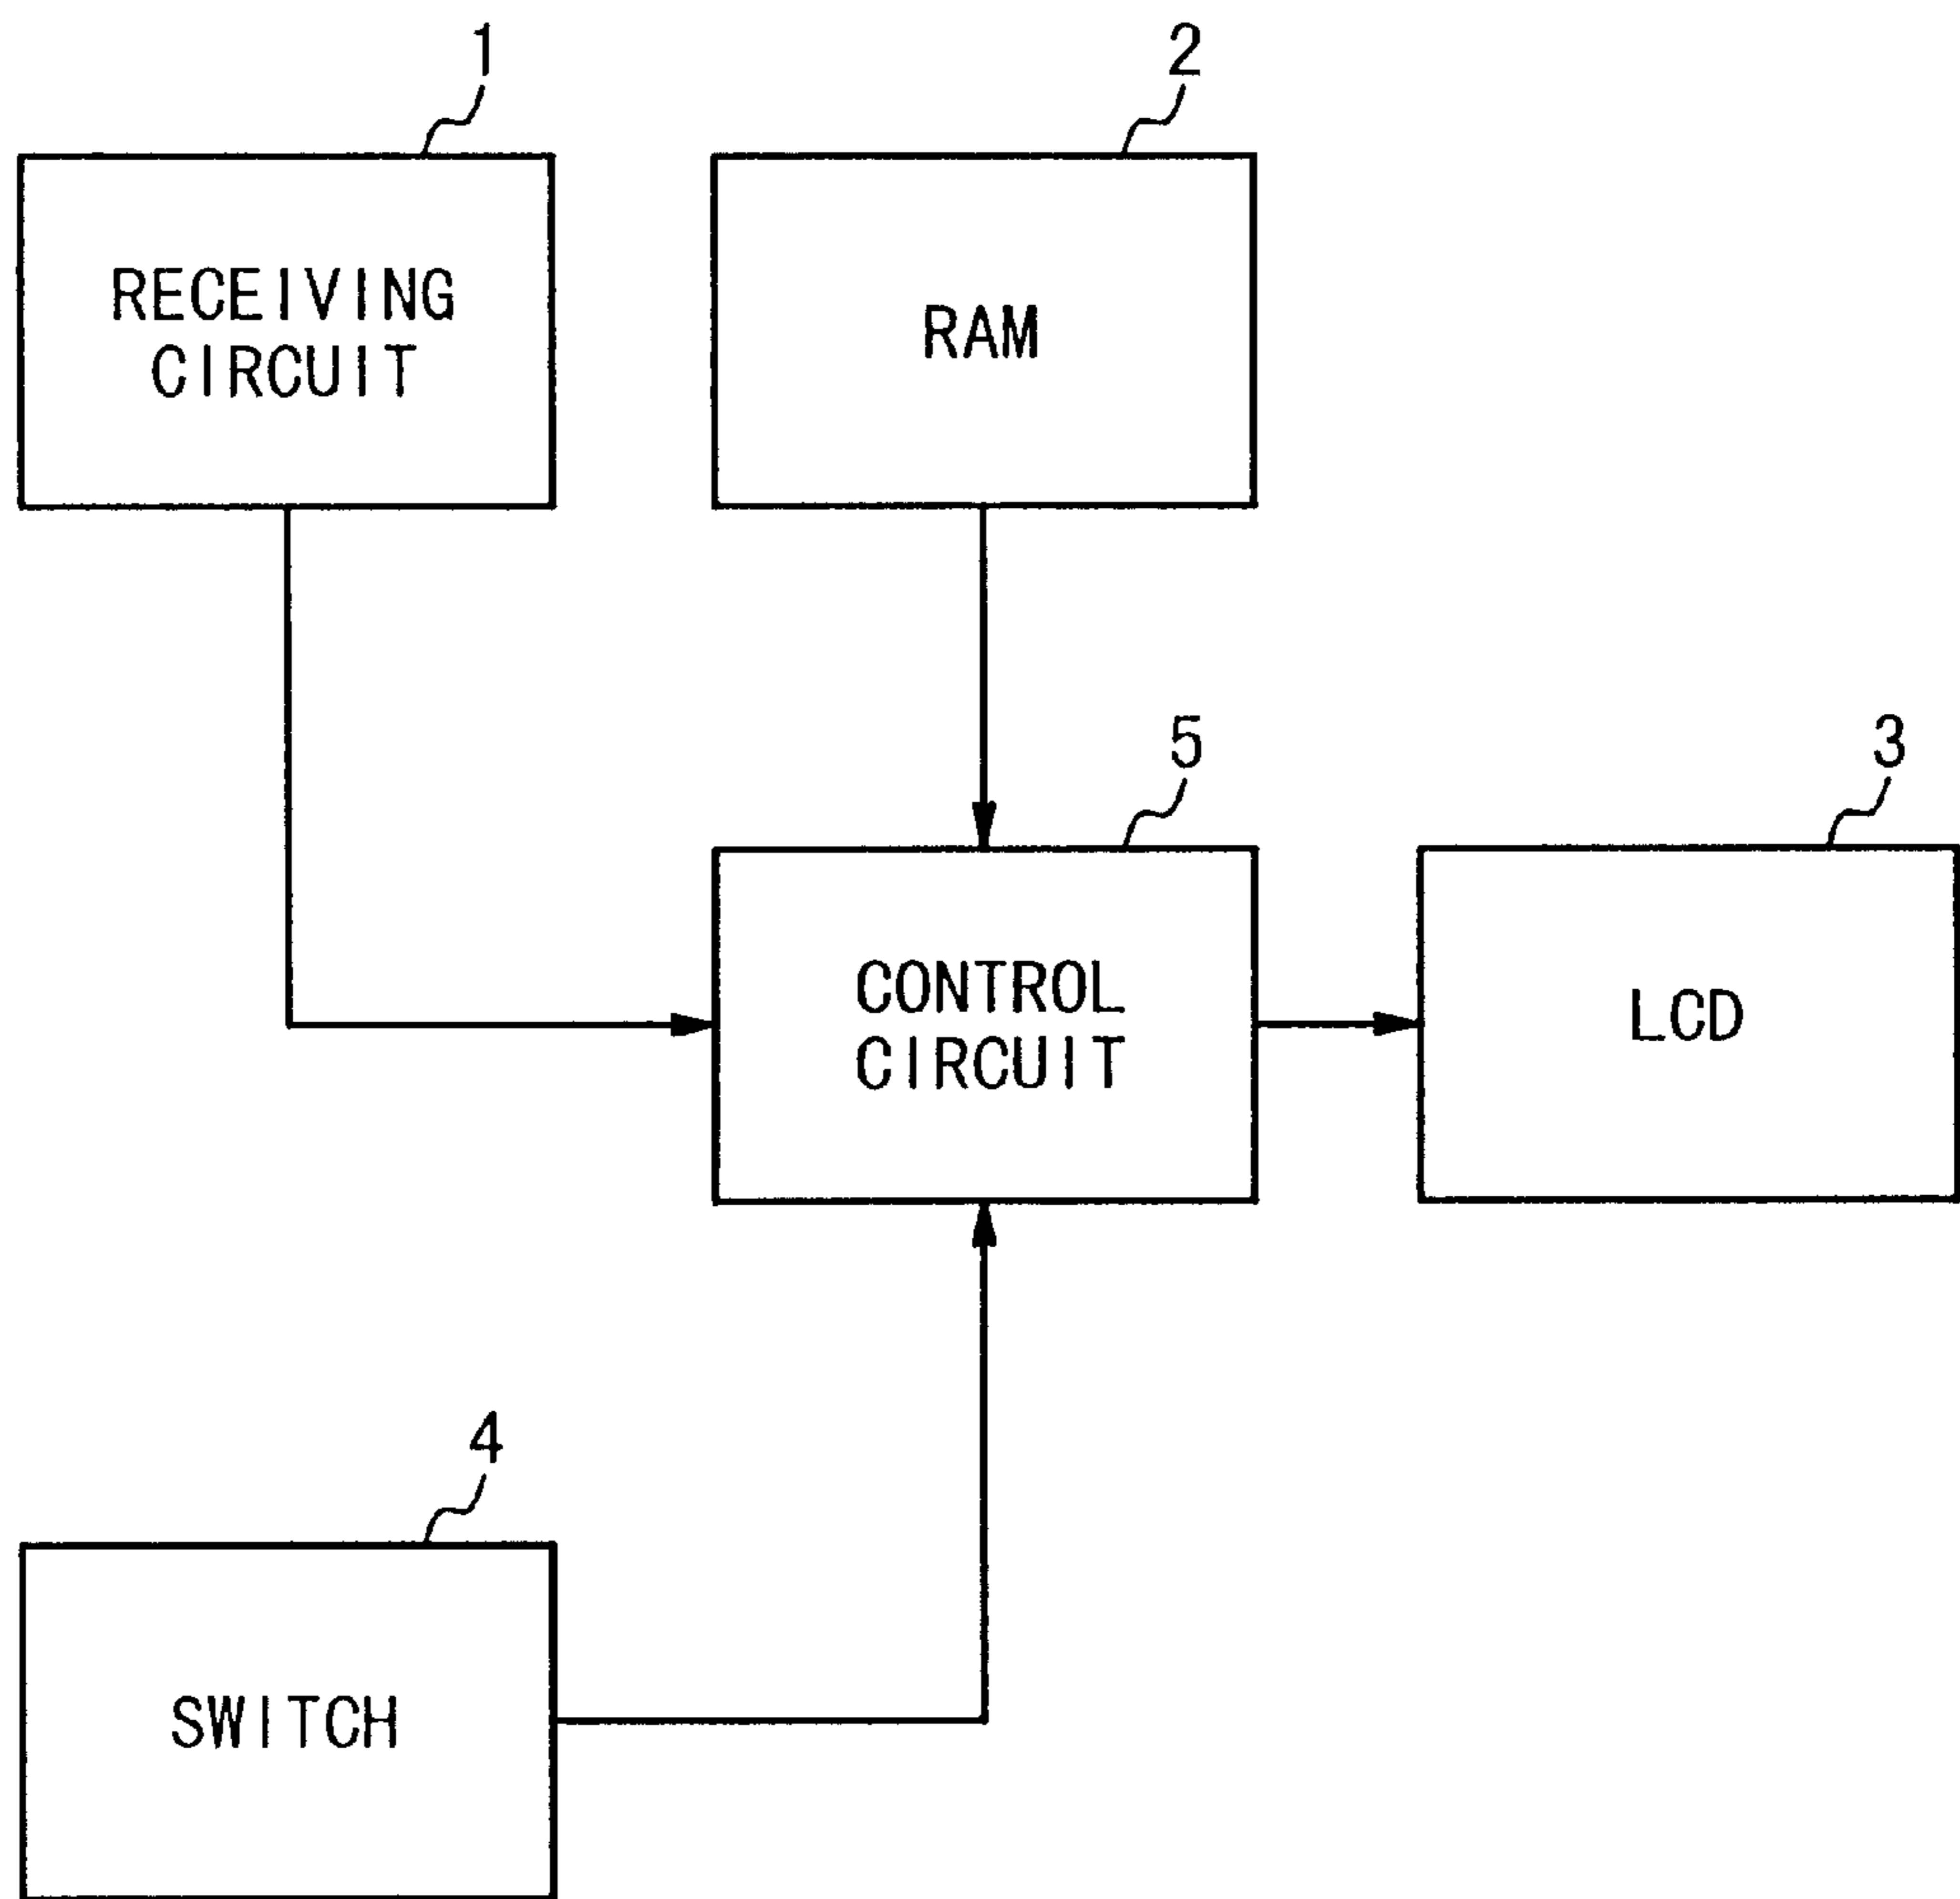 1
2
RECEIVING
CIRCUIT
RAM
5
3
CONTROL
CIRCUIT
LCD
4
SWITCH